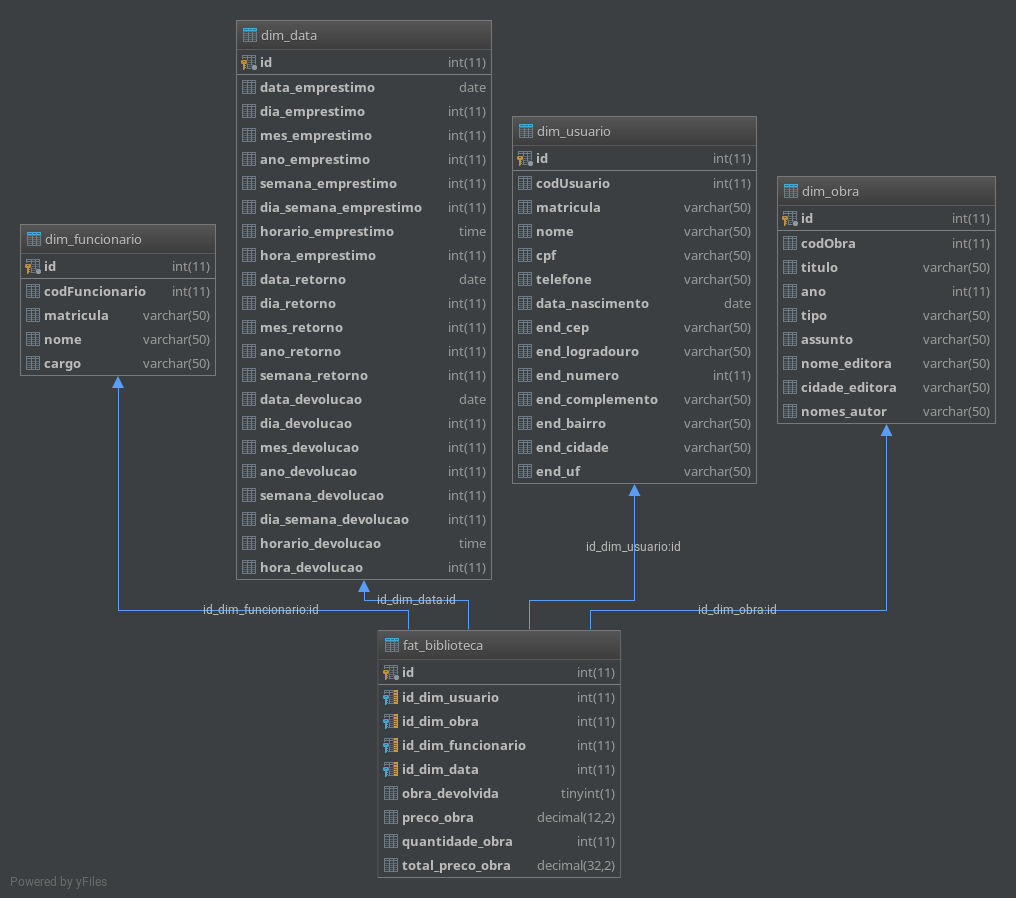 dim_data
id int(11)
data_emprestimo date
dia_emprestimo int(11)
mes_emprestimo int(11)
ano_emprestimo int(11)
semana_emprestimo int(11)
dia_semana_emprestimo int(11)
horario_emprestimo time
hora_emprestimo int(11)
data_retorno date
dia_retorno int(11)
mes_retorno int(11)
ano_retorno int(11)
semana_retorno int(11)
data_devolucao date
dia_devolucao int(11)
mes_devolucao int(11)
ano_devolucao int(11)
semana_devolucao int(11)
dia_semana_devolucao int(11)
horario_devolucao time
hora_devolucao int(11)
dim_usuario
id int(11)
codUsuario int(11)
matricula varchar(50)
nome varchar(50)
cpf varchar(50)
telefone varchar(50)
data_nascimento date
end_cep varchar(50)
end_logradouro varchar(50)
end_numero int(11)
end_complemento varchar(50)
end_bairro varchar(50)
end_cidade varchar(50)
end_uf varchar(50)
dim_obra
id int(11)
codObra int(11)
titulo varchar(50)
ano int(11)
tipo varchar(50)
assunto varchar(50)
nome_editora varchar(50)
cidade_editora varchar(50)
nomes_autor varchar(50)
dim_funcionario
id int(11)
codFuncionario int(11)
matricula varchar(50)
nome varchar(50)
cargo varchar(50)
id_dim_usuario:id
id_dim_data:id
id_dim_funcionario:id
id_dim_obra:id
fat_biblioteca
id int(11)
id_dim_usuario int(11)
id_dim_obra int(11)
id_dim_funcionario int(11)
id_dim_data int(11)
obra_devolvida tinyint(1)
preco_obra decimal(12,2)
quantidade_obra int(11)
total_preco_obra decimal(32,2)
Powered by yFiles